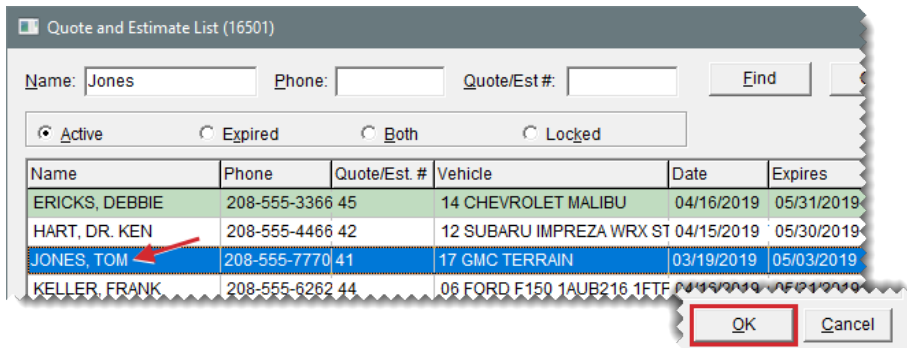 Quote and Estimate List (16501)
Name: Jones Phone: Quote/Est #: Find
Active Expired Both Locked
Name Phone Quote/Est. # Vehicle Date Expires
ERICKS, DEBBIE 208-555-3366 45 14 CHEVROLET MALIBU 04/16/2019 05/31/2019
HART, DR. KEN 208-555-4466 42 12 SUBARU IMPREZA WRX ST 04/15/2019 05/30/2019
JONES, TOM 208-555-7770 41 17 GMC TERRAIN 03/19/2019 05/03/2019
KELLER, FRANK 208-555-6262 44 06 FORD F150 1AUB216 1FTF
OK Cancel